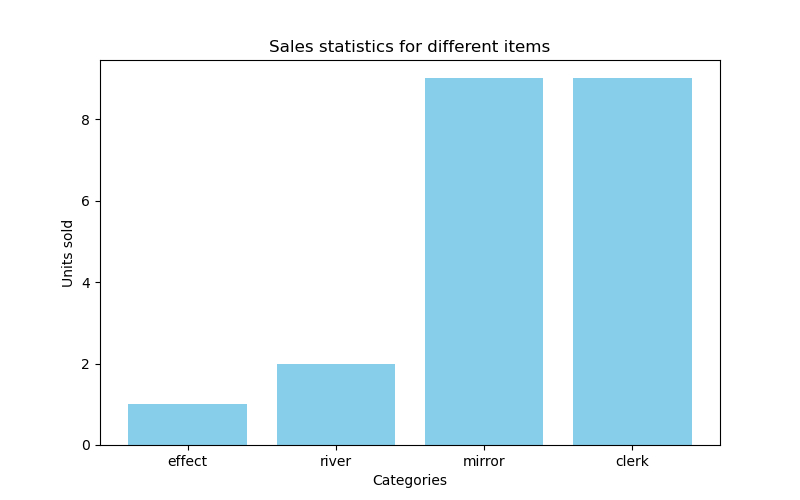 Sales statistics for different items
Units sold
8
6
4
2
0
effect river mirror clerk
Categories